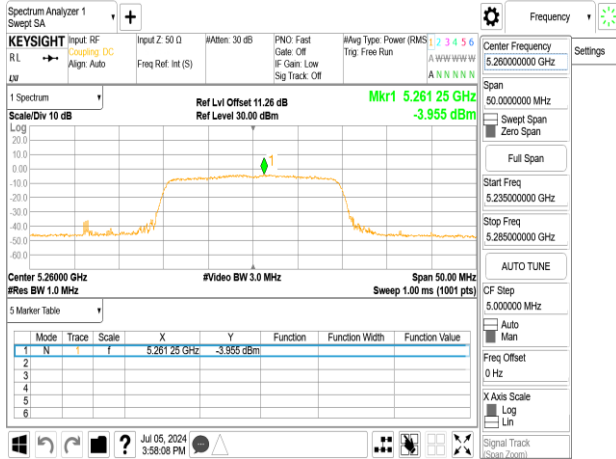 Spectrum Analyzer 1
Swept SA
Frequency
Settings
KEYSIGHT
RL
Input: RF
Coupling: DC
Align: Auto
Input Z: 50 Ω
Freq Ref: Int (S)
#Atten: 30 dB
PNO: Fast
Gate: Off
IF Gain: Low
Sig Track: Off
#Avg Type: Power (RMS
Trig: Free Run
1 2 3 4 5 6
A W W W W W
A N N N N N
LXI
1 Spectrum
Scale/Div 10 dB
Ref Lvl Offset 11.26 dB
Ref Level 30.00 dBm
Mkr1 5.261 25 GHz
-3.955 dBm
Log
20.0
10.0
0.00
-10.0
-20.0
-30.0
-40.0
-50.0
-60.0
1
Center 5.26000 GHz
#Res BW 1.0 MHz
#Video BW 3.0 MHz
Span 50.00 MHz
Sweep 1.00 ms (1001 pts)
5 Marker Table
Mode Trace Scale X Y Function Function Width Function Value
1 N 1 f 5.261 25 GHz -3.955 dBm
2
3
4
5
6
Jul 05, 2024
3:58:08 PM
Center Frequency
5.260000000 GHz
Span
50.0000000 MHz
Swept Span
Zero Span
Full Span
Start Freq
5.235000000 GHz
Stop Freq
5.285000000 GHz
AUTO TUNE
CF Step
5.000000 MHz
Auto
Man
Freq Offset
0 Hz
X Axis Scale
Log
Lin
Signal Track
(Span Zoom)